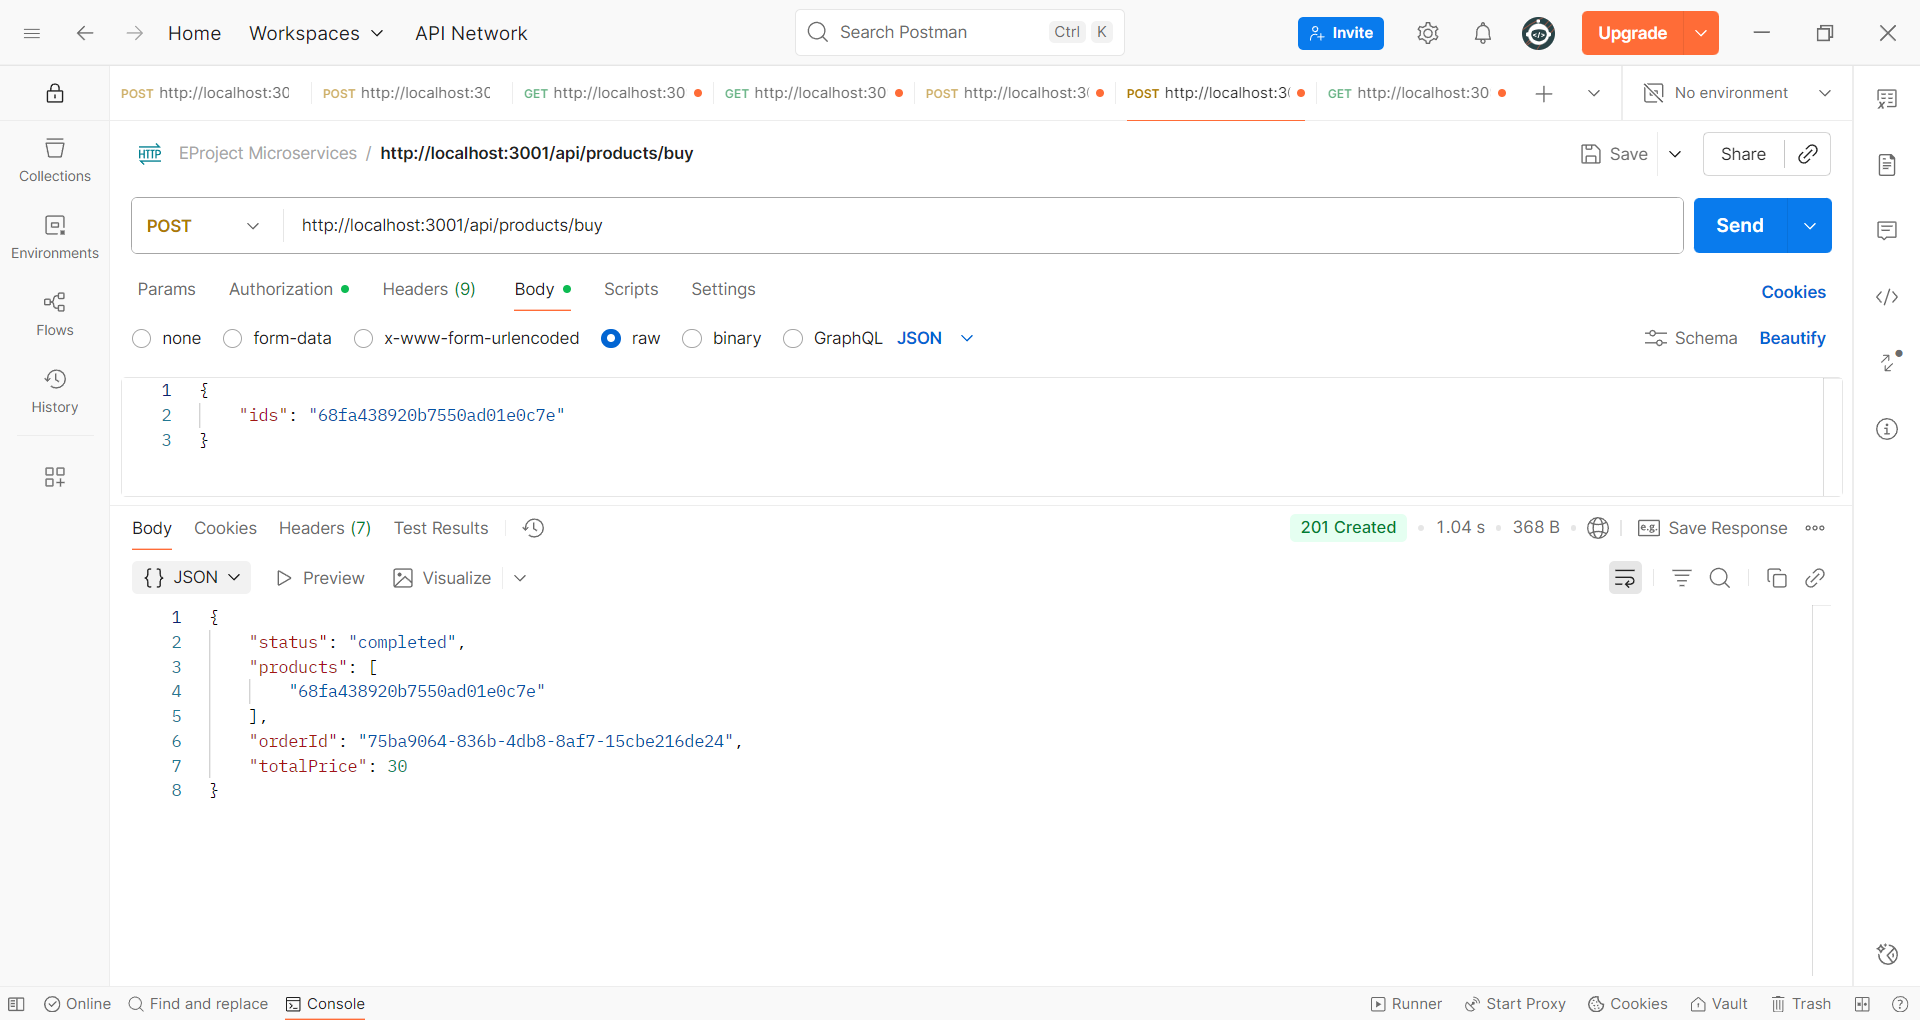 Home Workspaces API Network Search Postman Ctrl K Invite Upgrade
POST http://localhost:30 POST http://localhost:30 GET http://localhost:30 GET http://localhost:30 POST http://localhost:3 POST http://localhost:3 GET http://localhost:30 No environment
HTTP EProject Microservices / http://localhost:3001/api/products/buy Save Share
POST http://localhost:3001/api/products/buy Send
Params Authorization Headers (9) Body Scripts Settings Cookies
none form-data x-www-form-urlencoded raw binary GraphQL JSON Schema Beautify
1 {
2 "ids": "68fa438920b7550ad01e0c7e"
3 }
Collections
Environments
Flows
History
Body Cookies Headers (7) Test Results 201 Created 1.04 s 368 B e.g. Save Response
{} JSON Preview Visualize
1 {
2 "status": "completed",
3 "products": [
4 "68fa438920b7550ad01e0c7e"
5 ],
6 "orderId": "75ba9064-836b-4db8-8af7-15cbe216de24",
7 "totalPrice": 30
8 }
Online Find and replace Console Runner Start Proxy Cookies Vault Trash